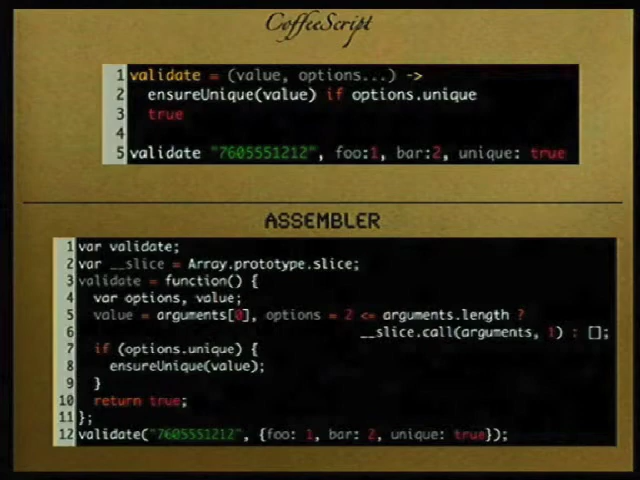 CoffeeScript
1 validate = (value, options...) ->
2 ensureUnique(value) if options.unique
3 true
4
5 validate "7605551212", foo:1, bar:2, unique: true
ASSEMBLER
1 var validate;
2 var __slice = Array.prototype.slice;
3 validate = function() {
4 var options, value;
5 value = arguments[0], options = 2 <= arguments.length ?
6 __slice.call(arguments, 1) : [];
7 if (options.unique) {
8 ensureUnique(value);
9 }
10 return true;
11 };
12 validate("7605551212", {foo: 1, bar: 2, unique: true});